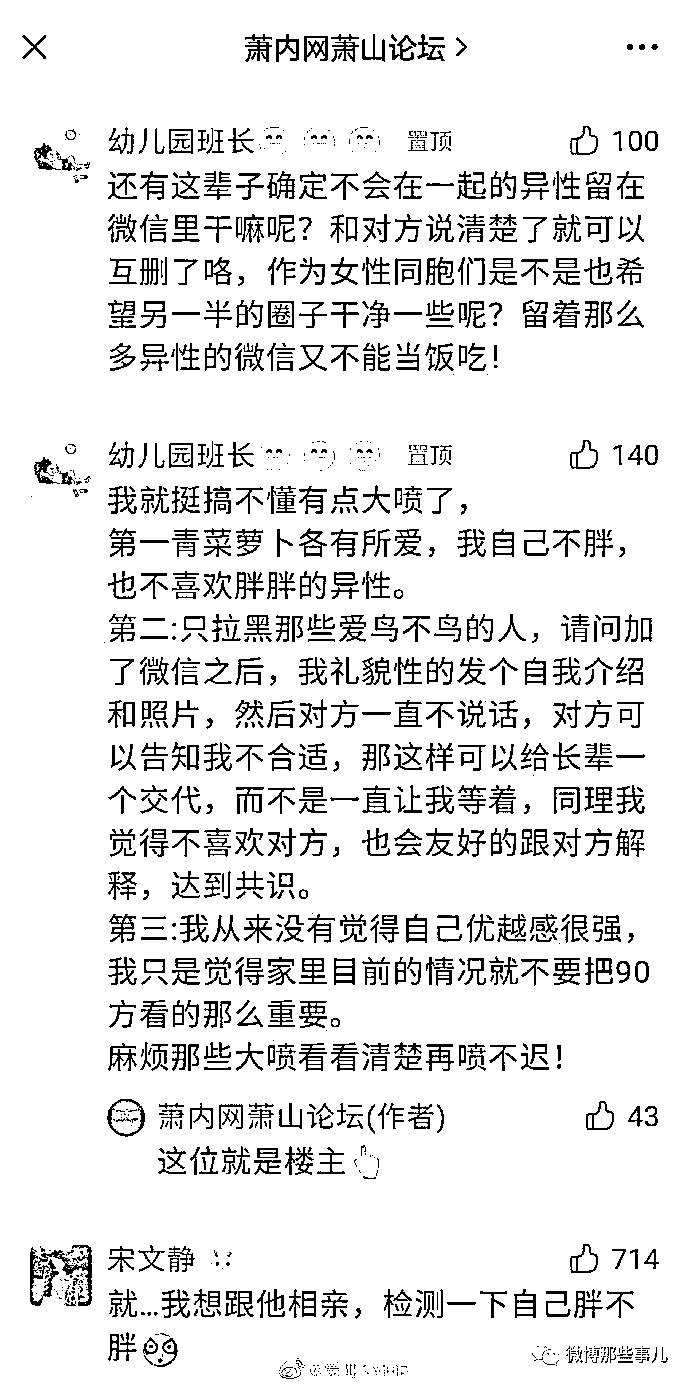 萧内网萧山论坛
幼儿园班长 置顶 100
还有这辈子确定不会在一起的异性留在
微信里干嘛呢？和对方说清楚了就可以
互删了咯，作为女性同胞们是不是也希
望另一半的圈子干净一些呢？留着那么
多异性的微信又不能当饭吃！
幼儿园班长 置顶 140
我就挺搞不懂有点大喷了，
第一青菜萝卜各有所爱，我自己不胖，
也不喜欢胖胖的异性。
第二:只拉黑那些爱鸟不鸟的人，请问加
了微信之后，我礼貌性的发个自我介绍
和照片，然后对方一直不说话，对方可
以告知我不合适，那这样可以给长辈一
个交代，而不是一直让我等着，同理我
觉得不喜欢对方，也会友好的跟对方解
释，达到共识。
第三:我从来没有觉得自己优越感很强，
我只是觉得家里目前的情况就不要把90
方看的那么重要。
麻烦那些大喷看看清楚再喷不迟！
萧内网萧山论坛(作者) 43
这位就是楼主
宋文静 714
就...我想跟他相亲，检测一下自己胖不
胖
微博那些事儿